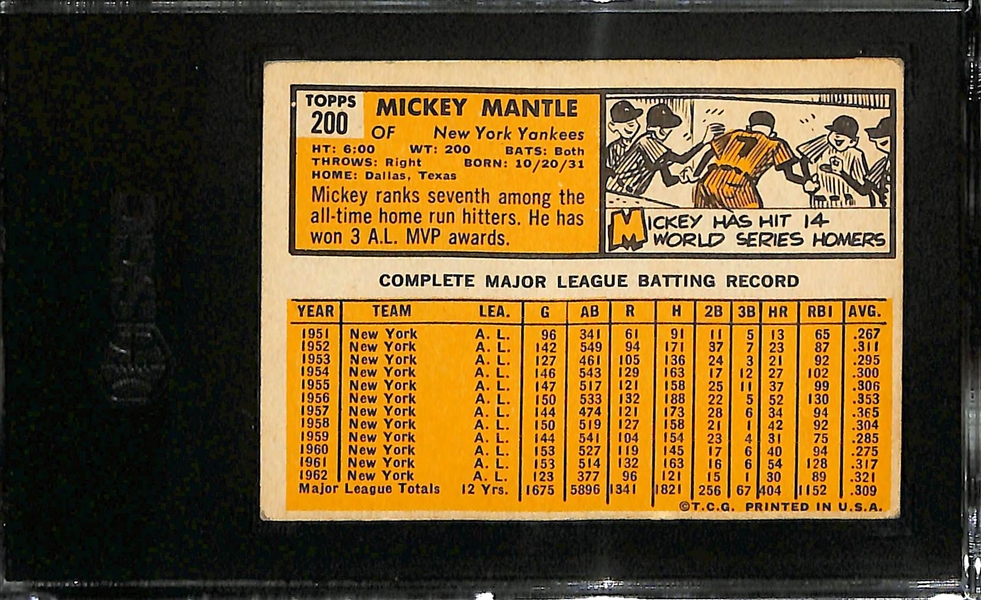 TOPPS
200
MICKEY MANTLE
OF New York Yankees
HT: 6:00 WT: 200 BATS: Both
THROWS: Right BORN: 10/20/31
HOME: Dallas, Texas
Mickey ranks seventh among the
all-time home run hitters. He has
won 3 A.L. MVP awards.
7
MICKEY HAS HIT 14
WORLD SERIES HOMERS
COMPLETE MAJOR LEAGUE BATTING RECORD
YEAR TEAM LEA. G AB R H 2B 3B HR RBI AVG.
1951 New York A. L. 96 341 61 91 11 5 13 65 .267
1952 New York A. L. 142 549 94 171 37 7 23 87 .311
1953 New York A. L. 127 461 105 136 24 3 21 92 .295
1954 New York A. L. 146 543 129 163 17 12 27 102 .300
1955 New York A. L. 147 517 121 158 25 11 37 99 .306
1956 New York A. L. 150 533 132 188 22 5 52 130 .353
1957 New York A. L. 144 474 121 173 28 6 34 94 .365
1958 New York A. L. 150 519 127 158 21 1 42 92 .304
1959 New York A. L. 144 541 104 154 23 4 31 75 .285
1960 New York A. L. 153 527 119 145 17 6 40 94 .275
1961 New York A. L. 153 514 132 163 16 6 54 128 .317
1962 New York A. L. 123 377 96 121 15 1 30 89 .321
Major League Totals 12 Yrs. 1675 5896 1341 1821 256 67 404 1152 .309
©T.C.G. PRINTED IN U.S.A.